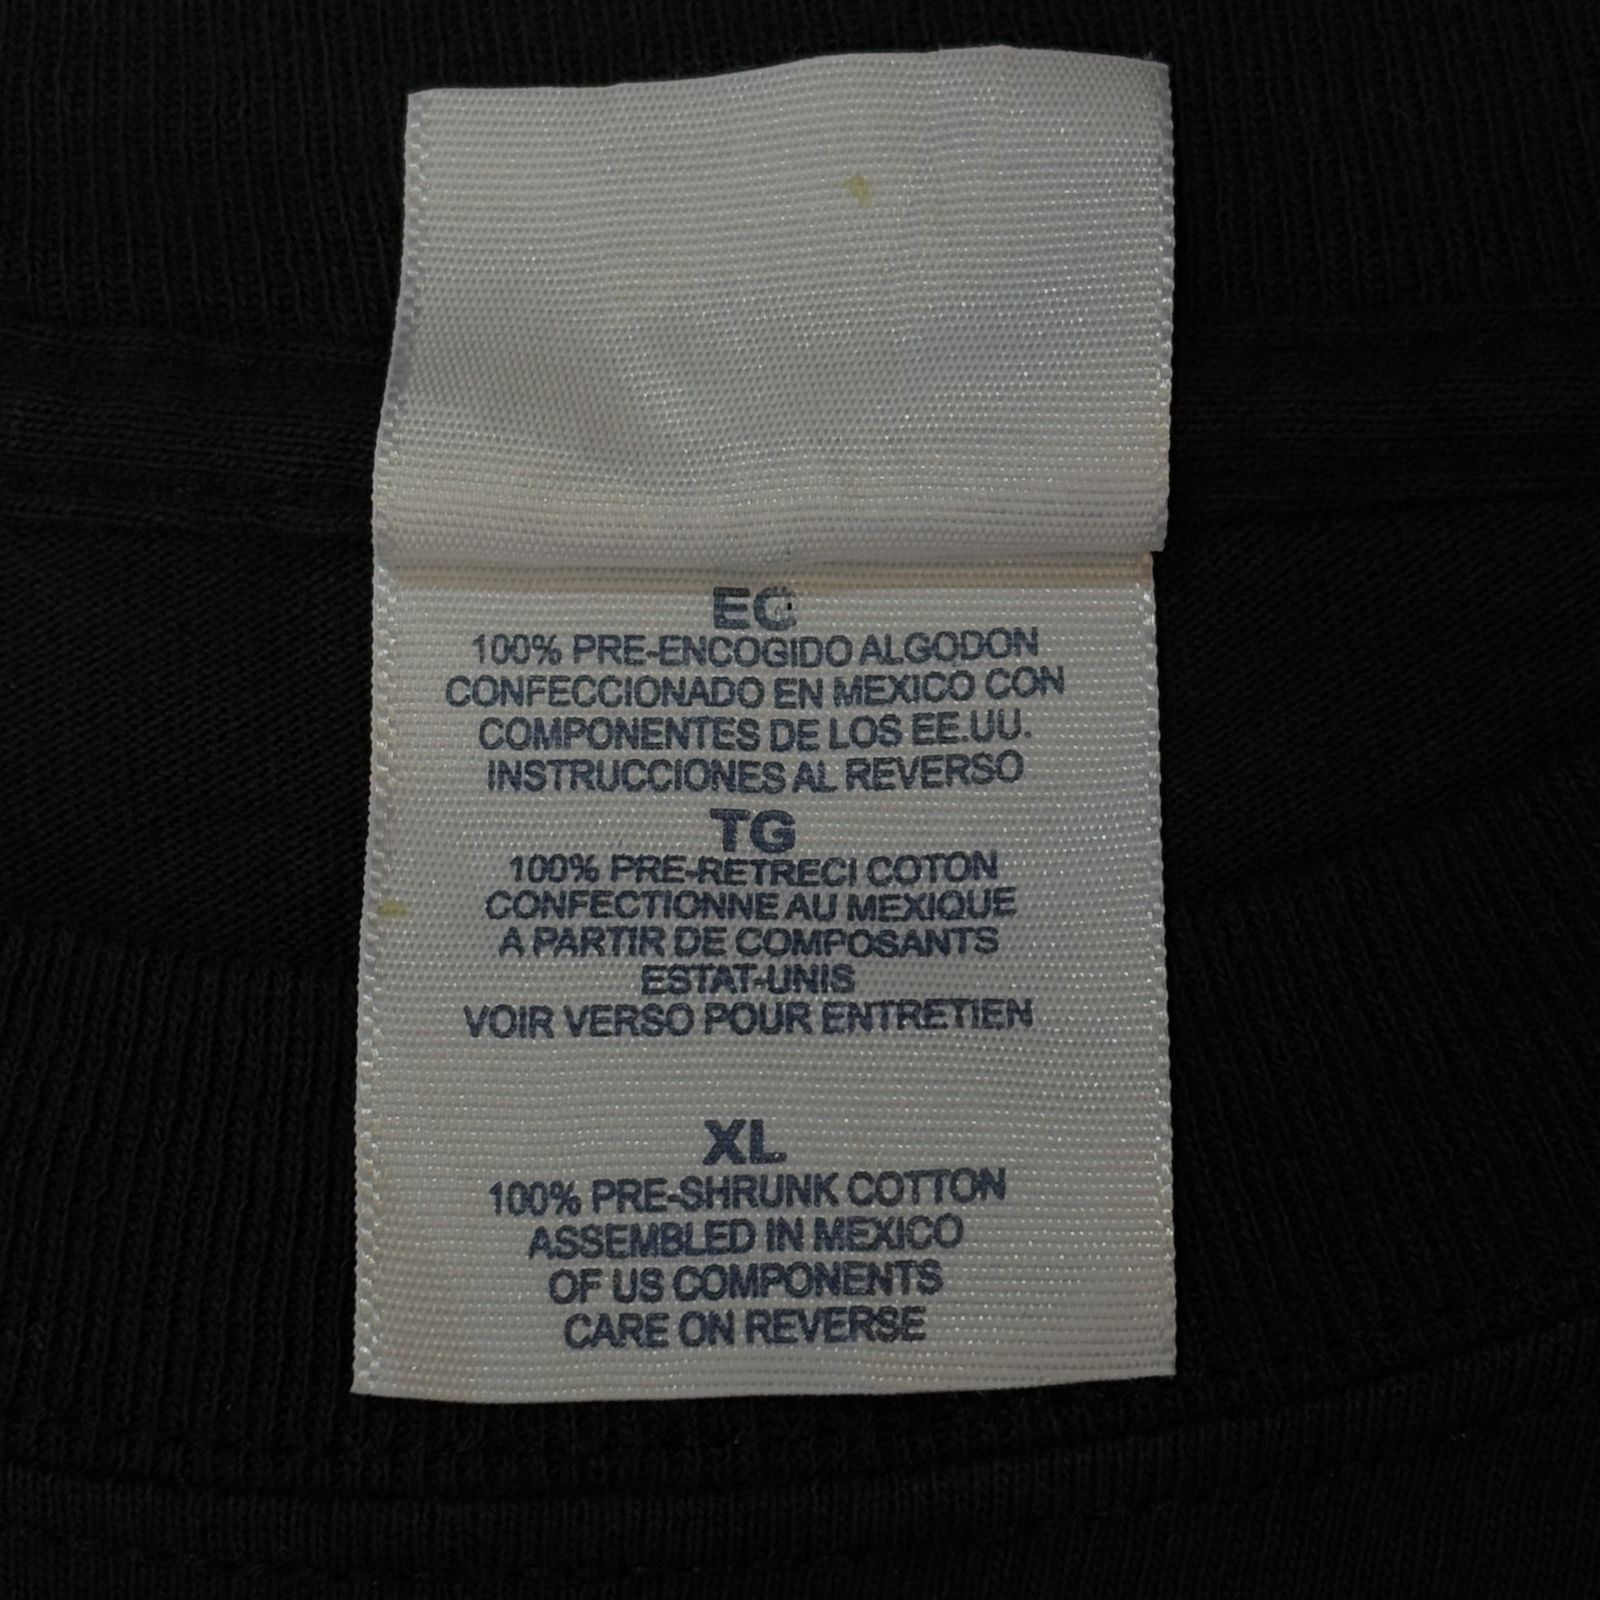 EG
100% PRE-ENCOGIDO ALGODON
CONFECCIONADO EN MEXICO CON
COMPONENTES DE LOS EE.UU.
INSTRUCCIONES AL REVERSO
TG
100% PRE-RETRECI COTON
CONFECTIONNE AU MEXIQUE
A PARTIR DE COMPOSANTS
ESTAT-UNIS
VOIR VERSO POUR ENTRETIEN
XL
100% PRE-SHRUNK COTTON
ASSEMBLED IN MEXICO
OF US COMPONENTS
CARE ON REVERSE